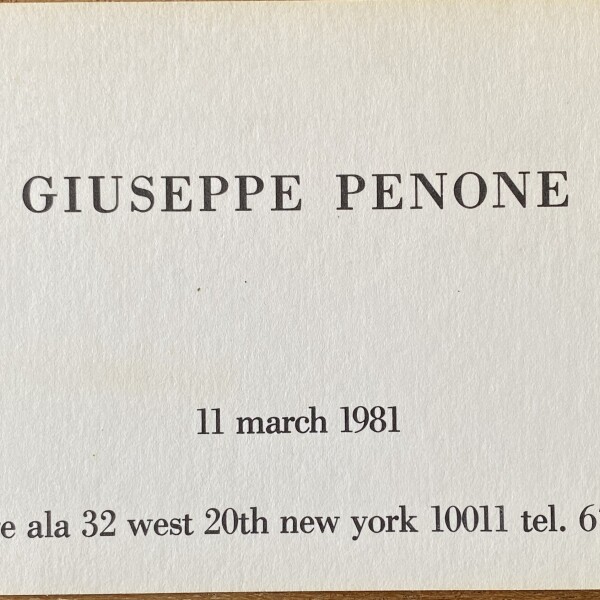 GIUSEPPE PENONE
11 march 1981
ala 32 west 20th new york 10011 tel.